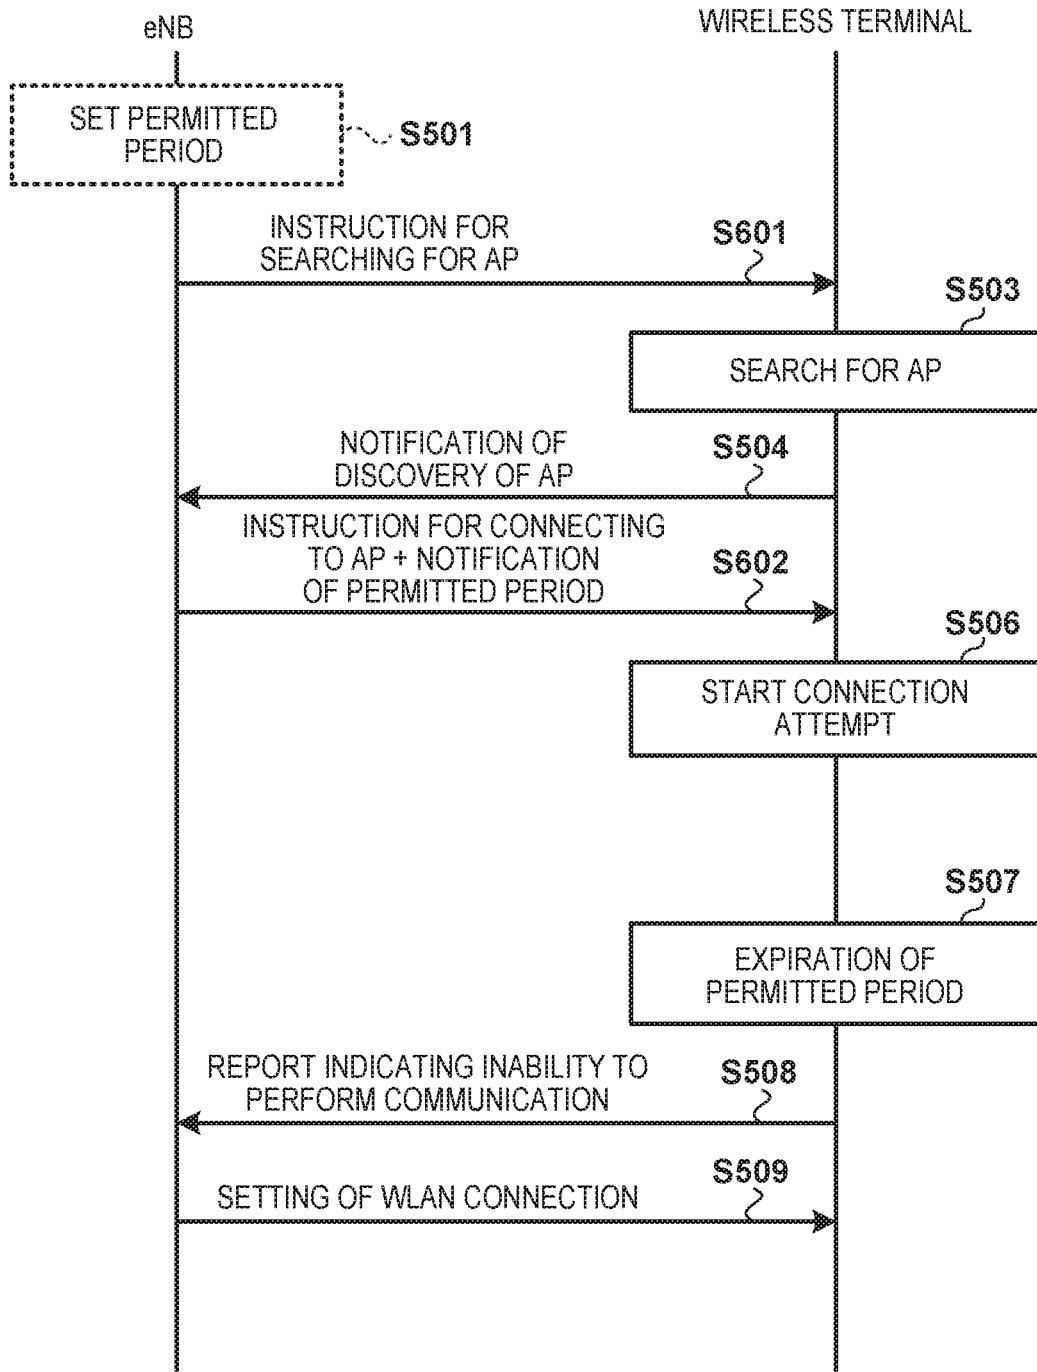 eNB
WIRELESS TERMINAL
SET PERMITTED
PERIOD
S501
INSTRUCTION FOR
SEARCHING FOR AP
S601
S503
SEARCH FOR AP
NOTIFICATION OF
DISCOVERY OF AP
S504
INSTRUCTION FOR CONNECTING
TO AP + NOTIFICATION
OF PERMITTED PERIOD
S602
S506
START CONNECTION
ATTEMPT
S507
EXPIRATION OF
PERMITTED PERIOD
REPORT INDICATING INABILITY TO
PERFORM COMMUNICATION
S508
SETTING OF WLAN CONNECTION
S509